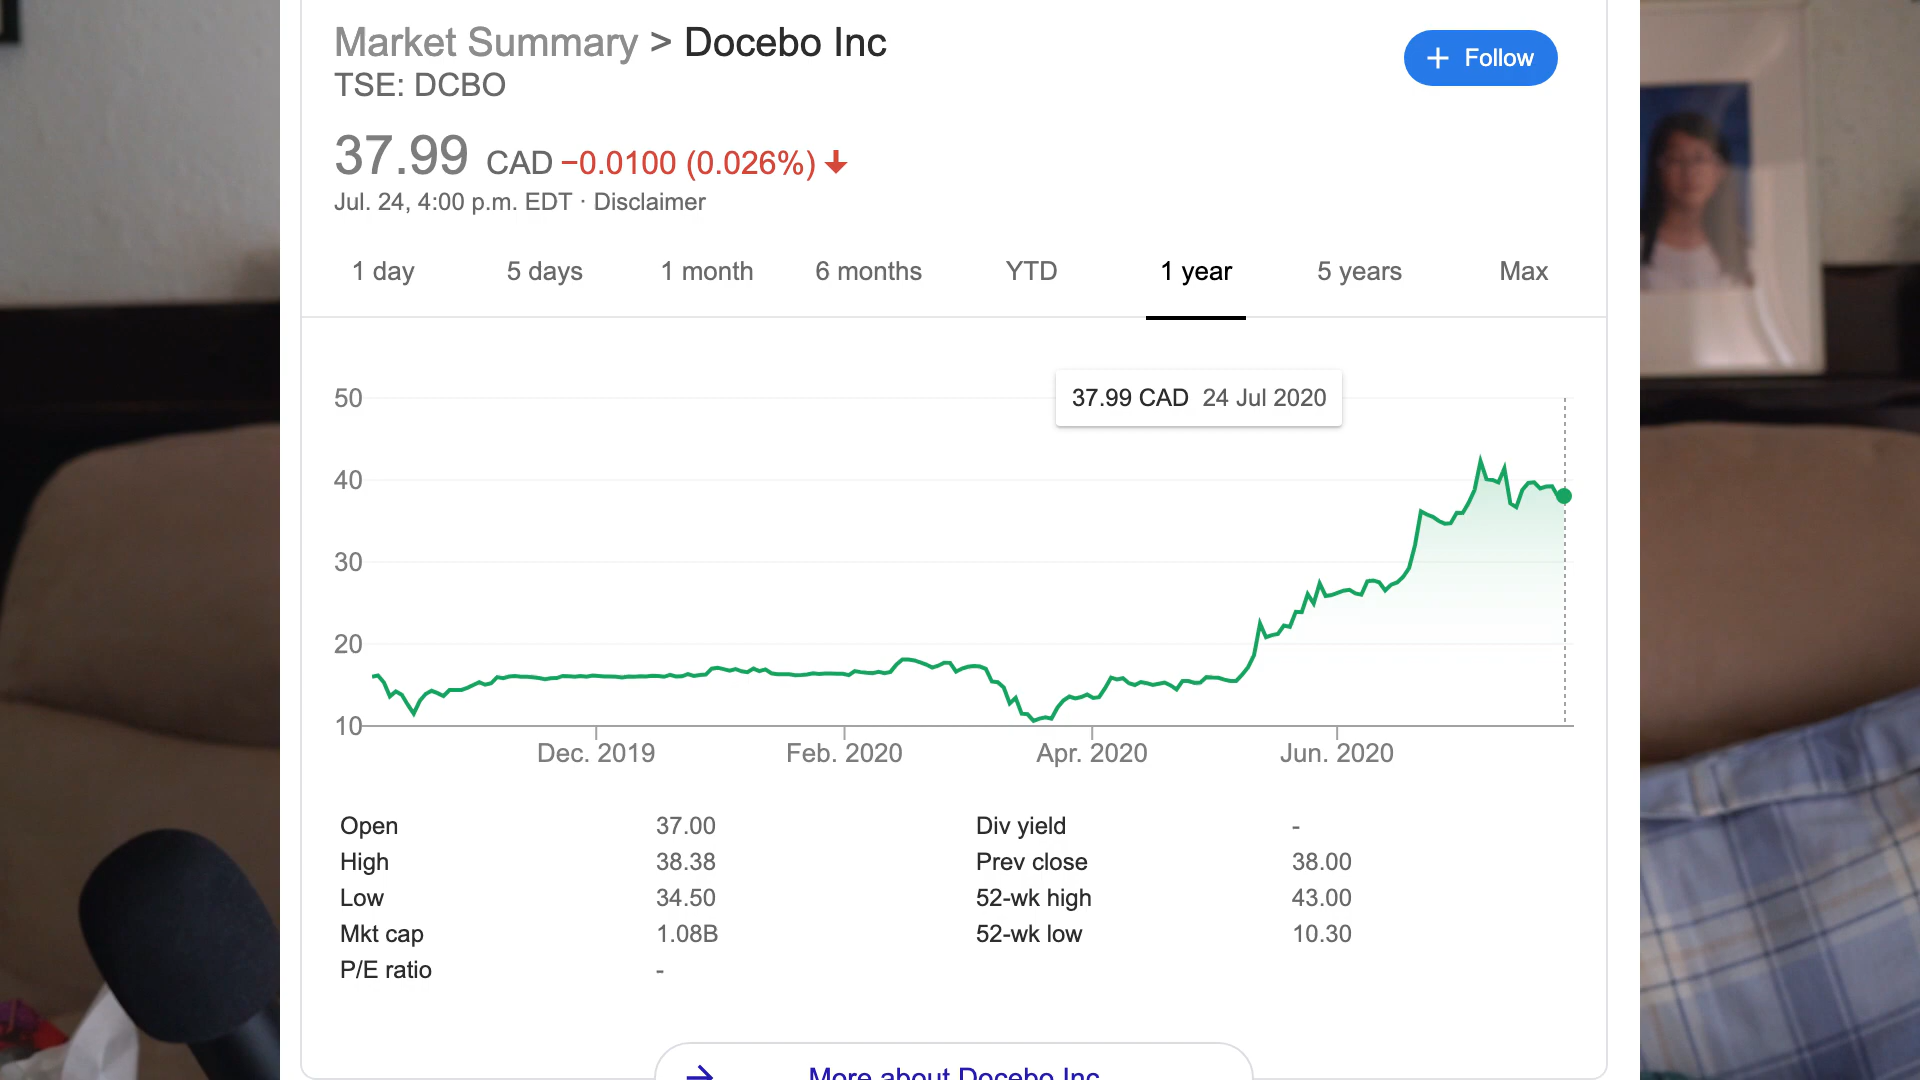 Market Summary > Docebo Inc
+ Follow
TSE: DCBO
37.99 CAD −0.0100 (0.026%)
Jul. 24, 4:00 p.m. EDT · Disclaimer
1 day 5 days 1 month 6 months YTD 1 year 5 years Max
37.99 CAD 24 Jul 2020
50
40
30
20
10
Dec. 2019 Feb. 2020 Apr. 2020 Jun. 2020
Open 37.00 Div yield -
High 38.38 Prev close 38.00
Low 34.50 52-wk high 43.00
Mkt cap 1.08B 52-wk low 10.30
P/E ratio -
More about Docebo Inc